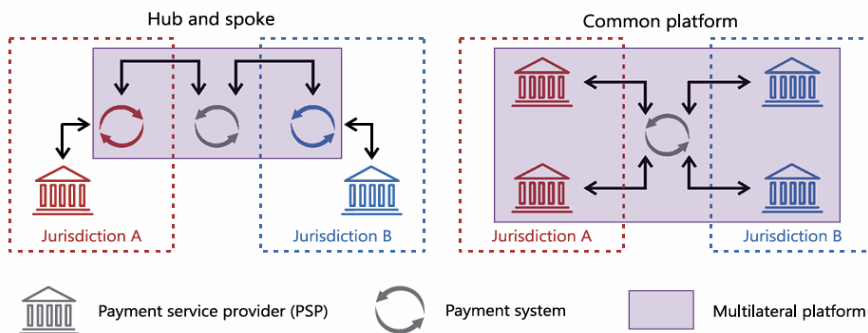 Hub and spoke
Common platform
Jurisdiction A
Jurisdiction B
Jurisdiction A
Jurisdiction B
Payment service provider (PSP)
Payment system
Multilateral platform